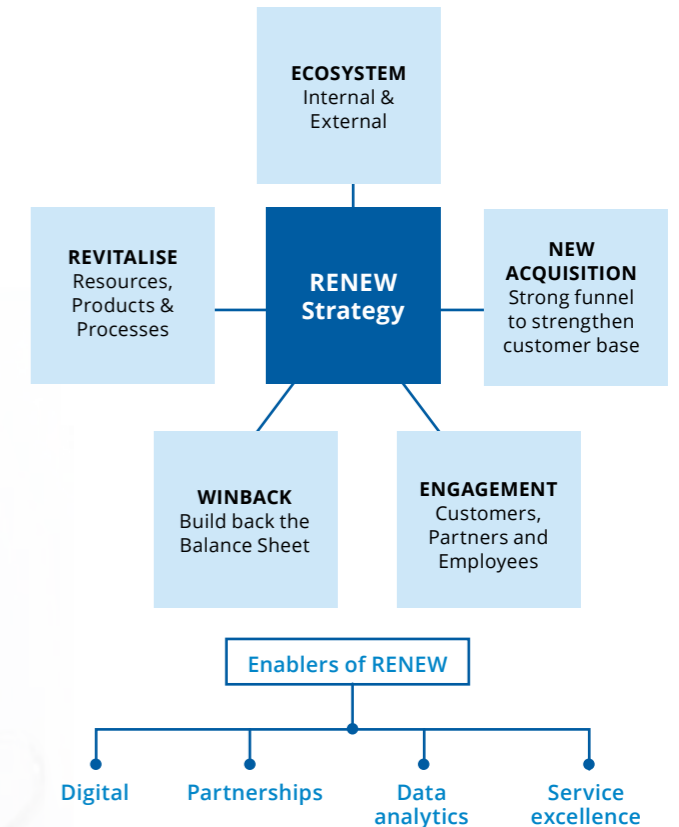 ECOSYSTEM
Internal &
External
REVITALISE
Resources,
Products &
Processes
RENEW
Strategy
NEW
ACQUISITION
Strong funnel
to strengthen
customer base
WINBACK
Build back the
Balance Sheet
ENGAGEMENT
Customers,
Partners and
Employees
Enablers of RENEW
Digital
Partnerships
Data
analytics
Service
excellence